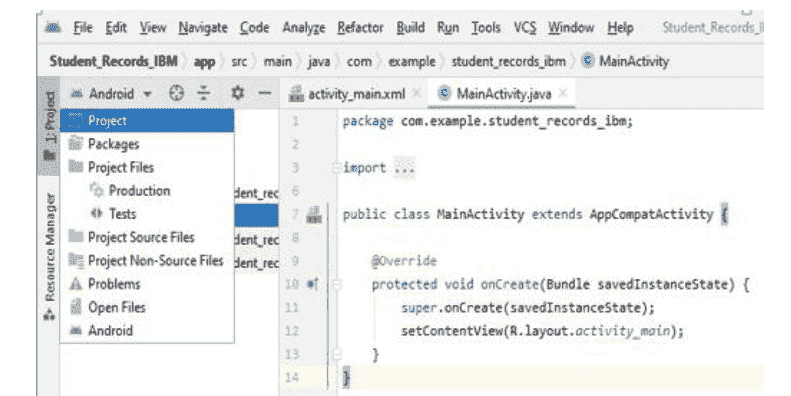 File Edit View Navigate Code Analyze Refactor Build Run Tools VCS Window Help Student_Records_I
Student_Records_IBM app src main java com example student_records_ibm MainActivity
1: Project
Resource Manager
Android
Project
Packages
Project Files
Production
Tests
Project Source Files
Project Non-Source Files
Problems
Open Files
Android
dent_rec
dent_rec
dent_rec
activity_main.xml MainActivity.java
1 package com.example.student_records_ibm;
2
3 import ...
6
7 public class MainActivity extends AppCompatActivity {
8
9 @Override
10 protected void onCreate(Bundle savedInstanceState) {
11 super.onCreate(savedInstanceState);
12 setContentView(R.layout.activity_main);
13 }
14 }